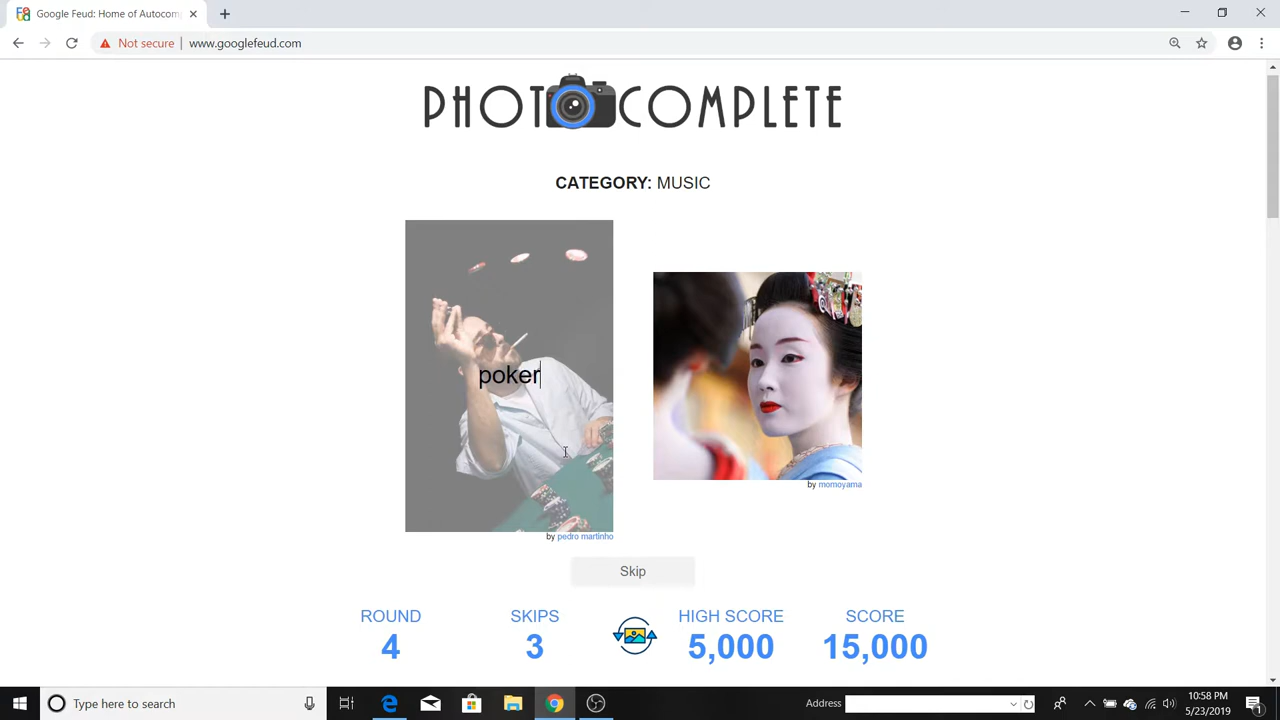 Google Feud: Home of Autocomp
Not secure
www.googlefeud.com
PHOTOCOMPLETE
CATEGORY: MUSIC
poker
by momoyama
by pedro martinho
Skip
ROUND
SKIPS
HIGH SCORE
SCORE
4
3
5,000
15,000
Type here to search
Address
10:58 PM
5/23/2019
1